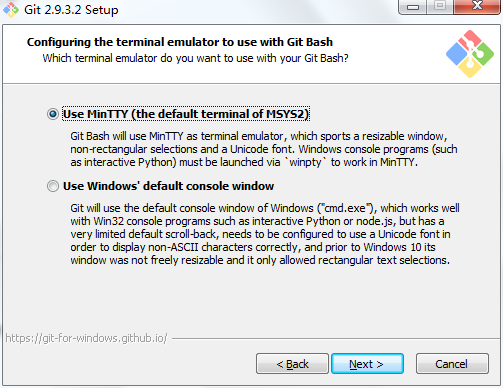 Git 2.9.3.2 Setup
Configuring the terminal emulator to use with Git Bash
Which terminal emulator do you want to use with your Git Bash?
Use MinTTY (the default terminal of MSYS2)
Git Bash will use MinTTY as terminal emulator, which sports a resizable window,
non-rectangular selections and a Unicode font. Windows console programs (such
as interactive Python) must be launched via `winpty` to work in MinTTY.
Use Windows' default console window
Git will use the default console window of Windows ("cmd.exe"), which works well
with Win32 console programs such as interactive Python or node.js, but has a
very limited default scroll-back, needs to be configured to use a Unicode font in
order to display non-ASCII characters correctly, and prior to Windows 10 its
window was not freely resizable and it only allowed rectangular text selections.
https://git-for-windows.github.io/
< Back
Next >
Cancel